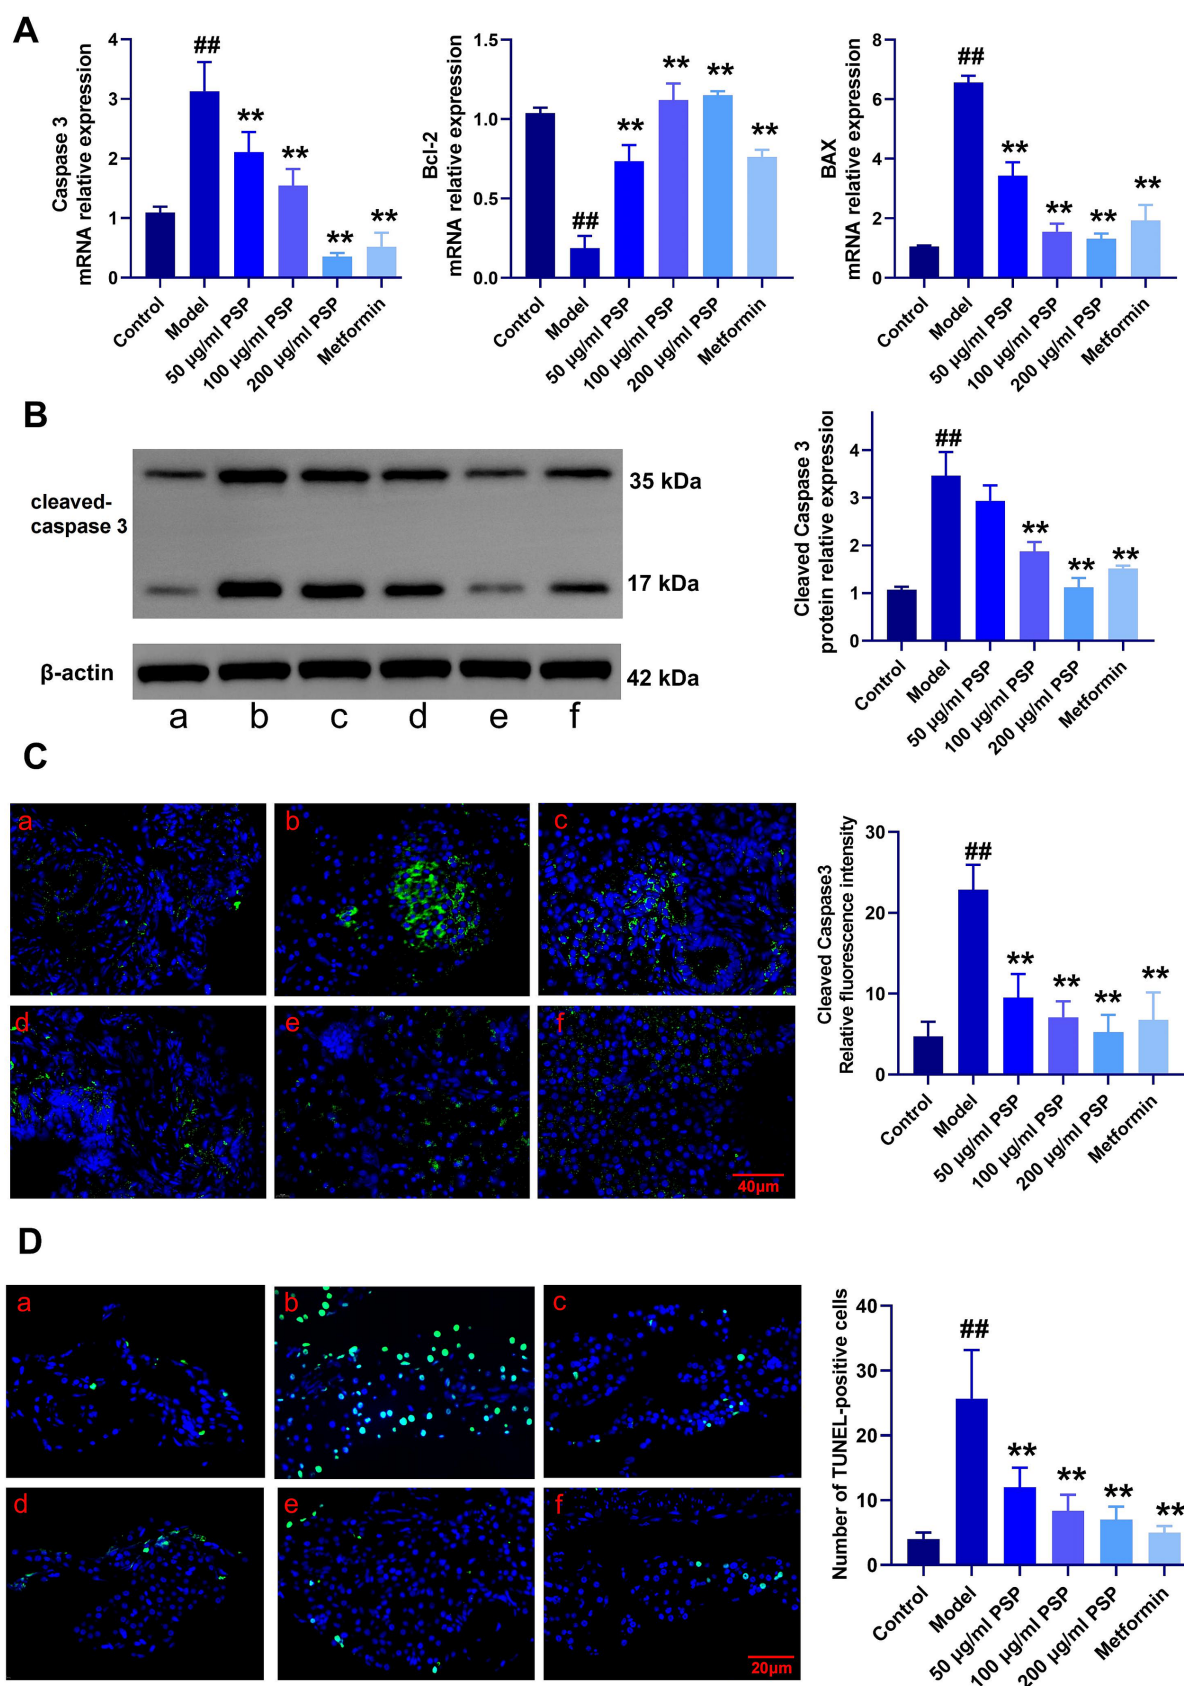 A
Caspase 3
mRNA relative expression
4
3
2
1
0
##
**
**
**
**
Control
Model
50 µg/ml PSP
100 µg/ml PSP
200 µg/ml PSP
Metformin
Bcl-2
mRNA relative expression
1.5
1.0
0.5
0.0
##
**
**
**
**
Control
Model
50 µg/ml PSP
100 µg/ml PSP
200 µg/ml PSP
Metformin
BAX
mRNA relative expression
8
6
4
2
0
##
**
**
**
**
Control
Model
50 µg/ml PSP
100 µg/ml PSP
200 µg/ml PSP
Metformin
B
cleaved-
caspase 3
35 kDa
17 kDa
β-actin
42 kDa
a b c d e f
Cleaved Caspase 3
protein relative expression
4
3
2
1
0
##
**
**
**
Control
Model
50 µg/ml PSP
100 µg/ml PSP
200 µg/ml PSP
Metformin
C
a
b
c
d
e
f
40µm
Cleaved Caspase3
Relative fluorescence intensity
30
20
10
0
##
**
**
**
**
Control
Model
50 µg/ml PSP
100 µg/ml PSP
200 µg/ml PSP
Metformin
D
a
b
c
d
e
f
20µm
Number of TUNEL-positive cells
40
30
20
10
0
##
**
**
**
**
Control
Model
50 µg/ml PSP
100 µg/ml PSP
200 µg/ml PSP
Metformin